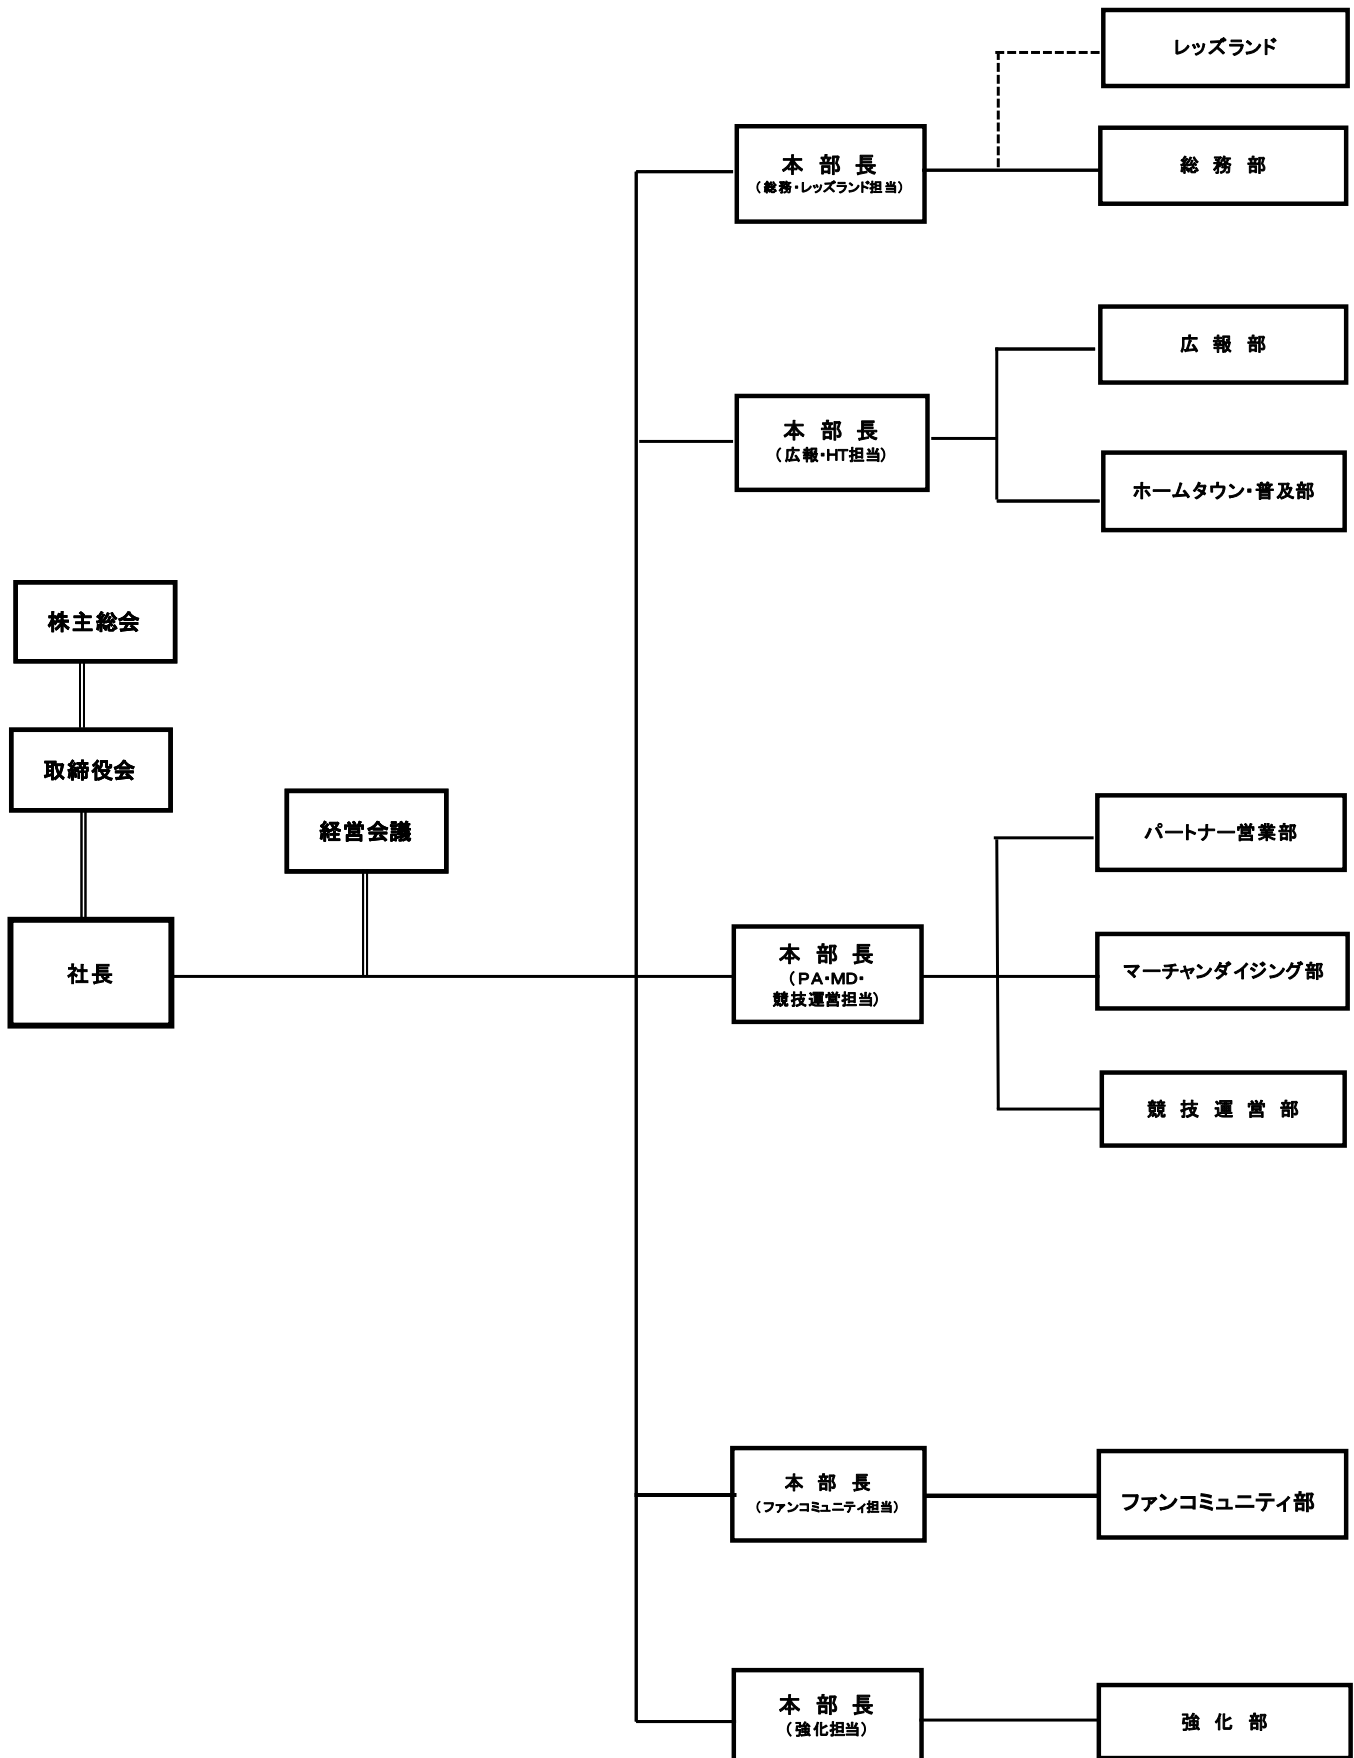 レッズランド
本 部 長
(総務・レッズランド担当)
総 務 部
広 報 部
本 部 長
(広報・HT担当)
ホームタウン・普及部
株主総会
取締役会
経営会議
パートナー営業部
社長
本 部 長
(PA・MD・
競技運営担当)
マーチャンダイジング部
競 技 運 営 部
本 部 長
(ファンコミュニティ担当)
ファンコミュニティ部
本 部 長
(強化担当)
強 化 部